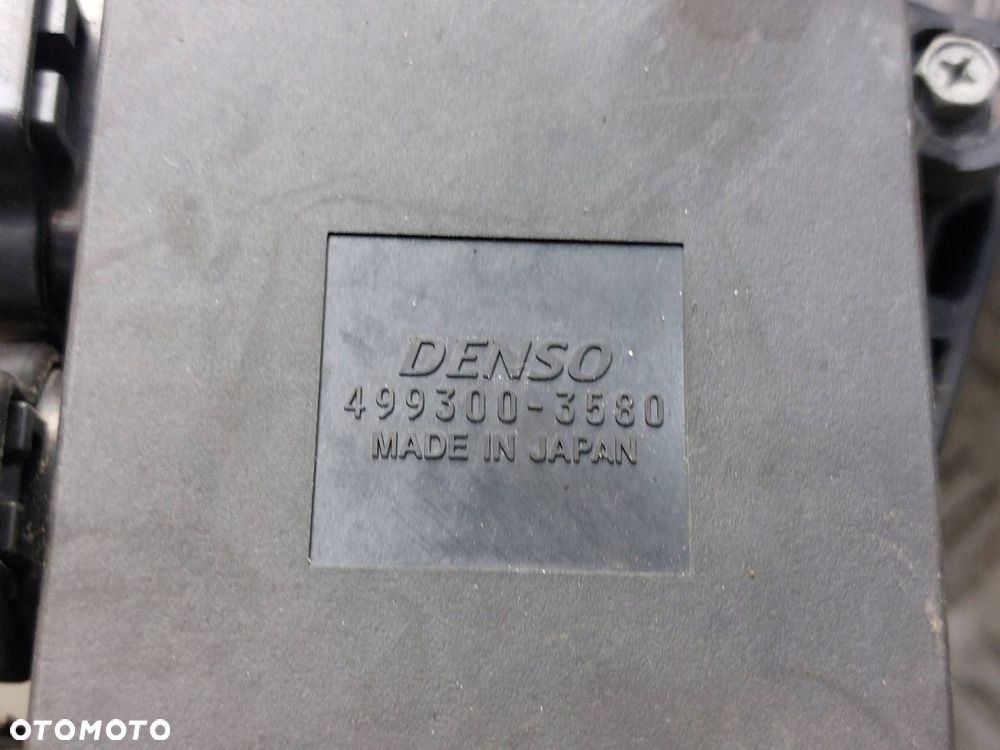 DENSO
499300-3580
MADE IN JAPAN
OTOMOTO